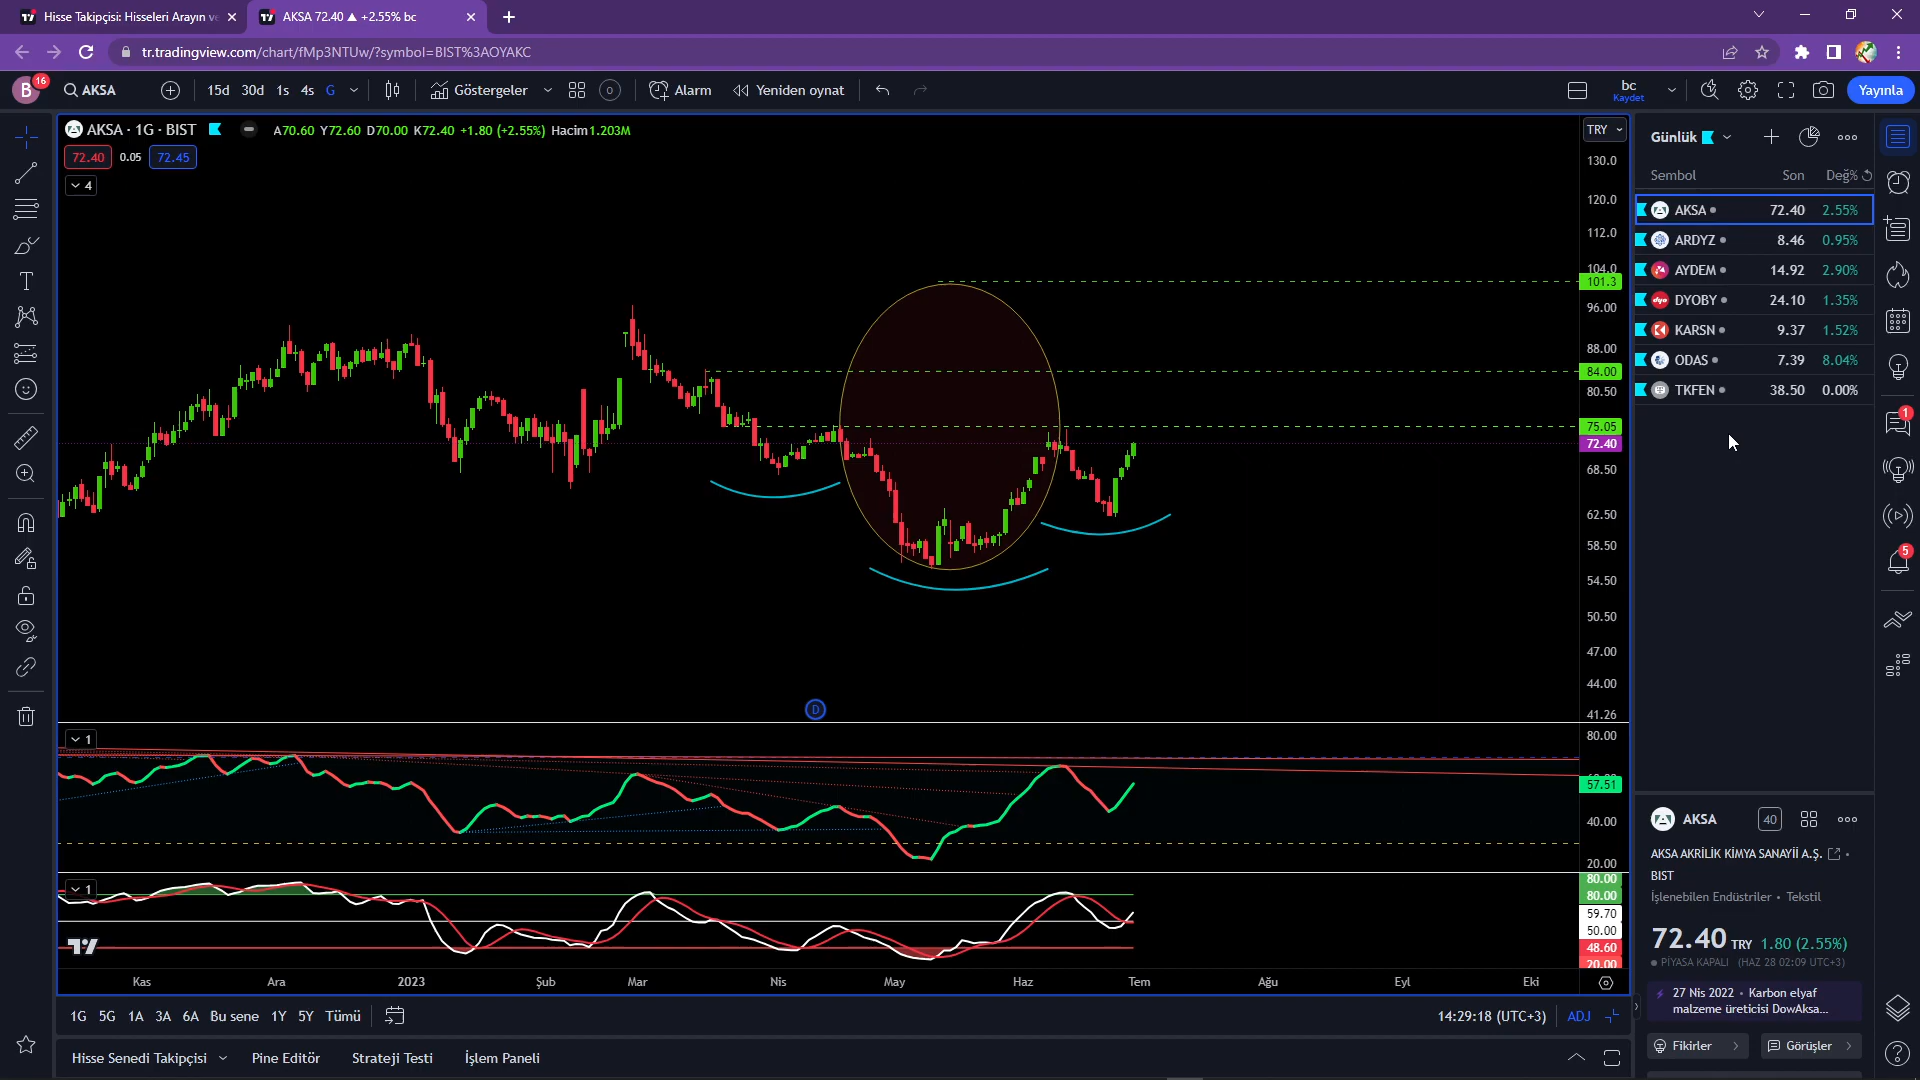 Hisse Takipçisi: Hisseleri Arayın ve
AKSA 72.40 ▲ +2.55% bc
tr.tradingview.com/chart/fMp3NTUw/?symbol=BIST%3AOYAKC
B
16
AKSA
15d 30d 1s 4s G
Göstergeler
0
Alarm
Yeniden oynat
bc
Kaydet
Yayınla
AKSA · 1G · BIST
A70.60 Y72.60 D70.00 K72.40 +1.80 (+2.55%) Hacim1.203M
72.40 0.05 72.45
4
TRY
130.0
120.0
112.0
104.0
101.3
96.00
88.00
84.00
80.50
75.05
72.40
68.50
62.50
58.50
54.50
50.50
47.00
44.00
41.26
D
1
80.00
57.51
40.00
20.00
1
80.00
80.00
59.70
50.00
48.60
20.00
Kas Ara 2023 Şub Mar Nis May Haz Tem Ağu Eyl Eki
1G 5G 1A 3A 6A Bu sene 1Y 5Y Tümü
14:29:18 (UTC+3)
ADJ
Hisse Senedi Takipçisi
Pine Editör
Strateji Testi
İşlem Paneli
Günlük
Sembol Son Değ%
AKSA 72.40 2.55%
ARDYZ 8.46 0.95%
AYDEM 14.92 2.90%
DYOBY 24.10 1.35%
KARSN 9.37 1.52%
ODAS 7.39 8.04%
TKFEN 38.50 0.00%
1
5
AKSA
40
AKSA AKRİLİK KİMYA SANAYİİ A.Ş.
BIST
İşlenebilen Endüstriler • Tekstil
72.40 TRY 1.80 (2.55%)
PİYASA KAPALI (HAZ 28 02:09 UTC+3)
27 Nis 2022 • Karbon elyaf
malzeme üreticisi DowAksa...
Fikirler
Görüşler